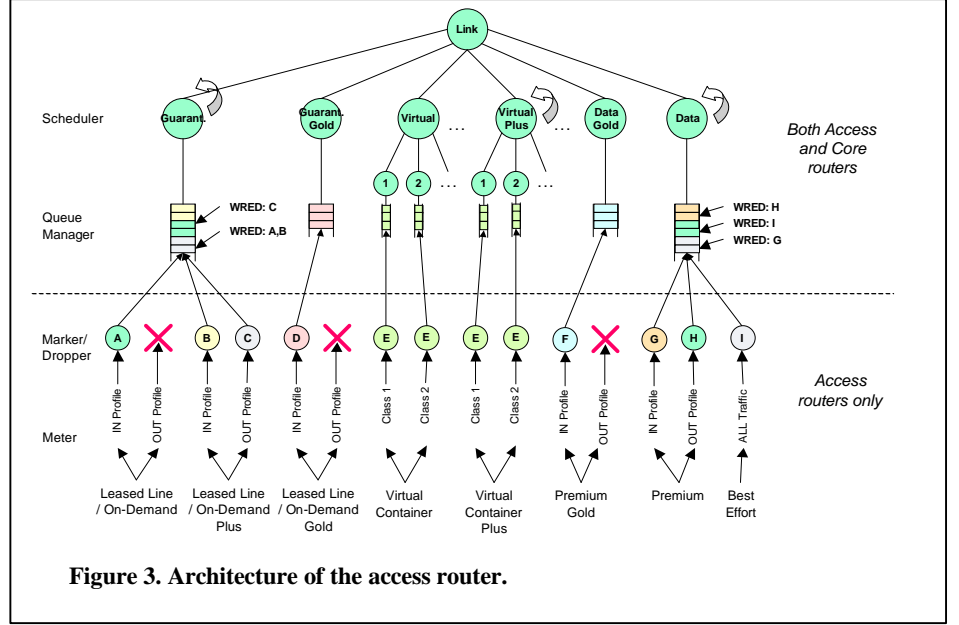 Link
Scheduler
Guarant.
Guarant.
Gold
Virtual
...
Virtual
Plus
...
Data
Gold
Data
Both Access
and Core
routers
1
2
...
1
2
...
Queue
Manager
WRED: C
WRED: A,B
WRED: H
WRED: I
WRED: G
Marker/
Dropper
A
B
C
D
E
E
E
E
F
G
H
I
Access
routers only
Meter
IN Profile
OUT Profile
IN Profile
OUT Profile
IN Profile
OUT Profile
Class 1
Class 2
Class 1
Class 2
IN Profile
OUT Profile
IN Profile
OUT Profile
ALL Traffic
Leased Line
/ On-Demand
Leased Line
/ On-Demand
Plus
Leased Line
/ On-Demand
Gold
Virtual
Container
Virtual
Container
Plus
Premium
Gold
Premium
Best
Effort
Figure 3. Architecture of the access router.